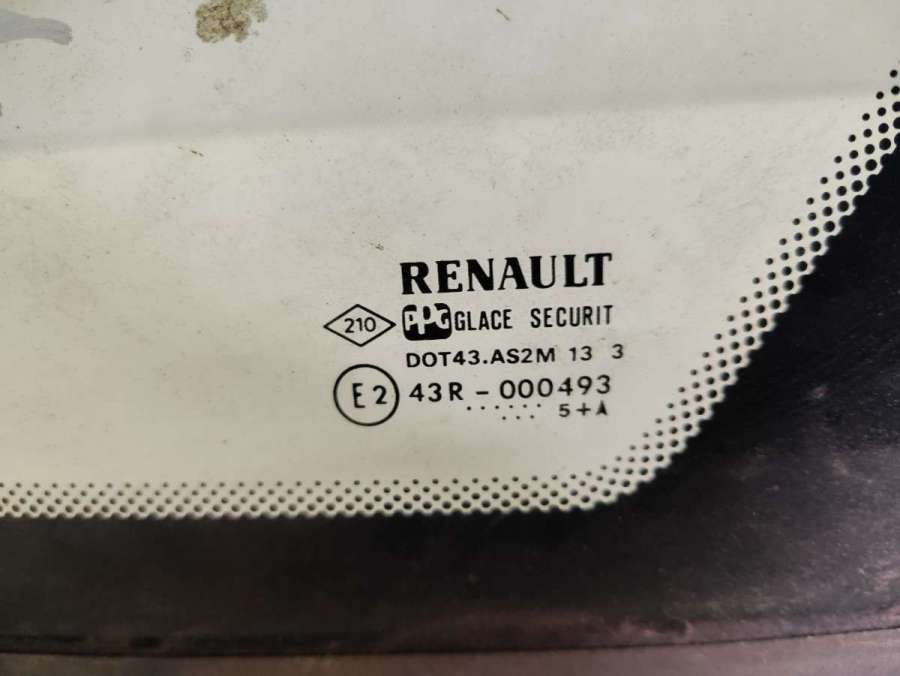 RENAULT
210 PPG GLACE SECURIT
DOT43.AS2M 13 3
E2 43R - 000493
....... ... 5+A